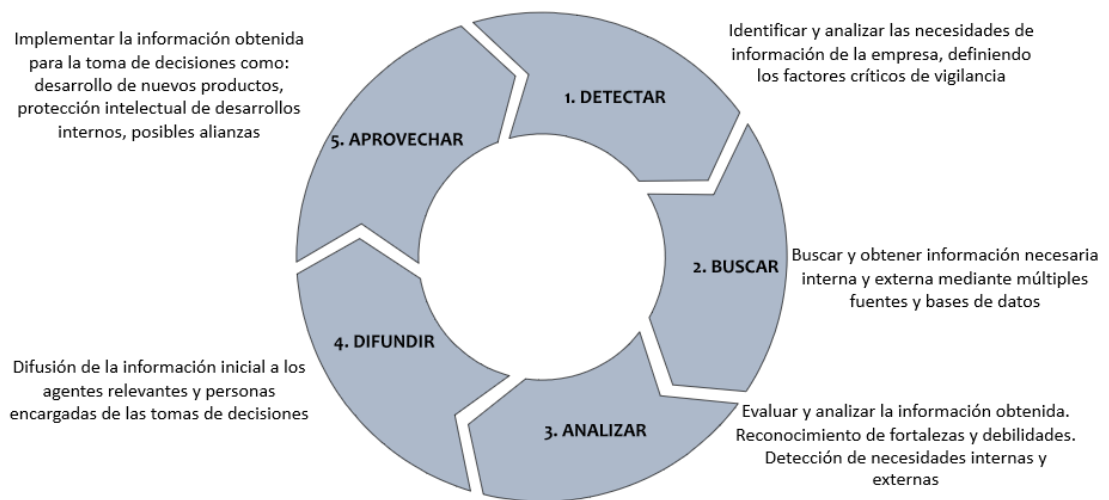 1. DETECTAR
Identificar y analizar las necesidades de
información de la empresa, definiendo
los factores críticos de vigilancia
2. BUSCAR
Buscar y obtener información necesaria
interna y externa mediante múltiples
fuentes y bases de datos
3. ANALIZAR
Evaluar y analizar la información obtenida.
Reconocimiento de fortalezas y debilidades.
Detección de necesidades internas y
externas
4. DIFUNDIR
Difusión de la información inicial a los
agentes relevantes y personas
encargadas de las tomas de decisiones
5. APROVECHAR
Implementar la información obtenida
para la toma de decisiones como:
desarrollo de nuevos productos,
protección intelectual de desarrollos
internos, posibles alianzas